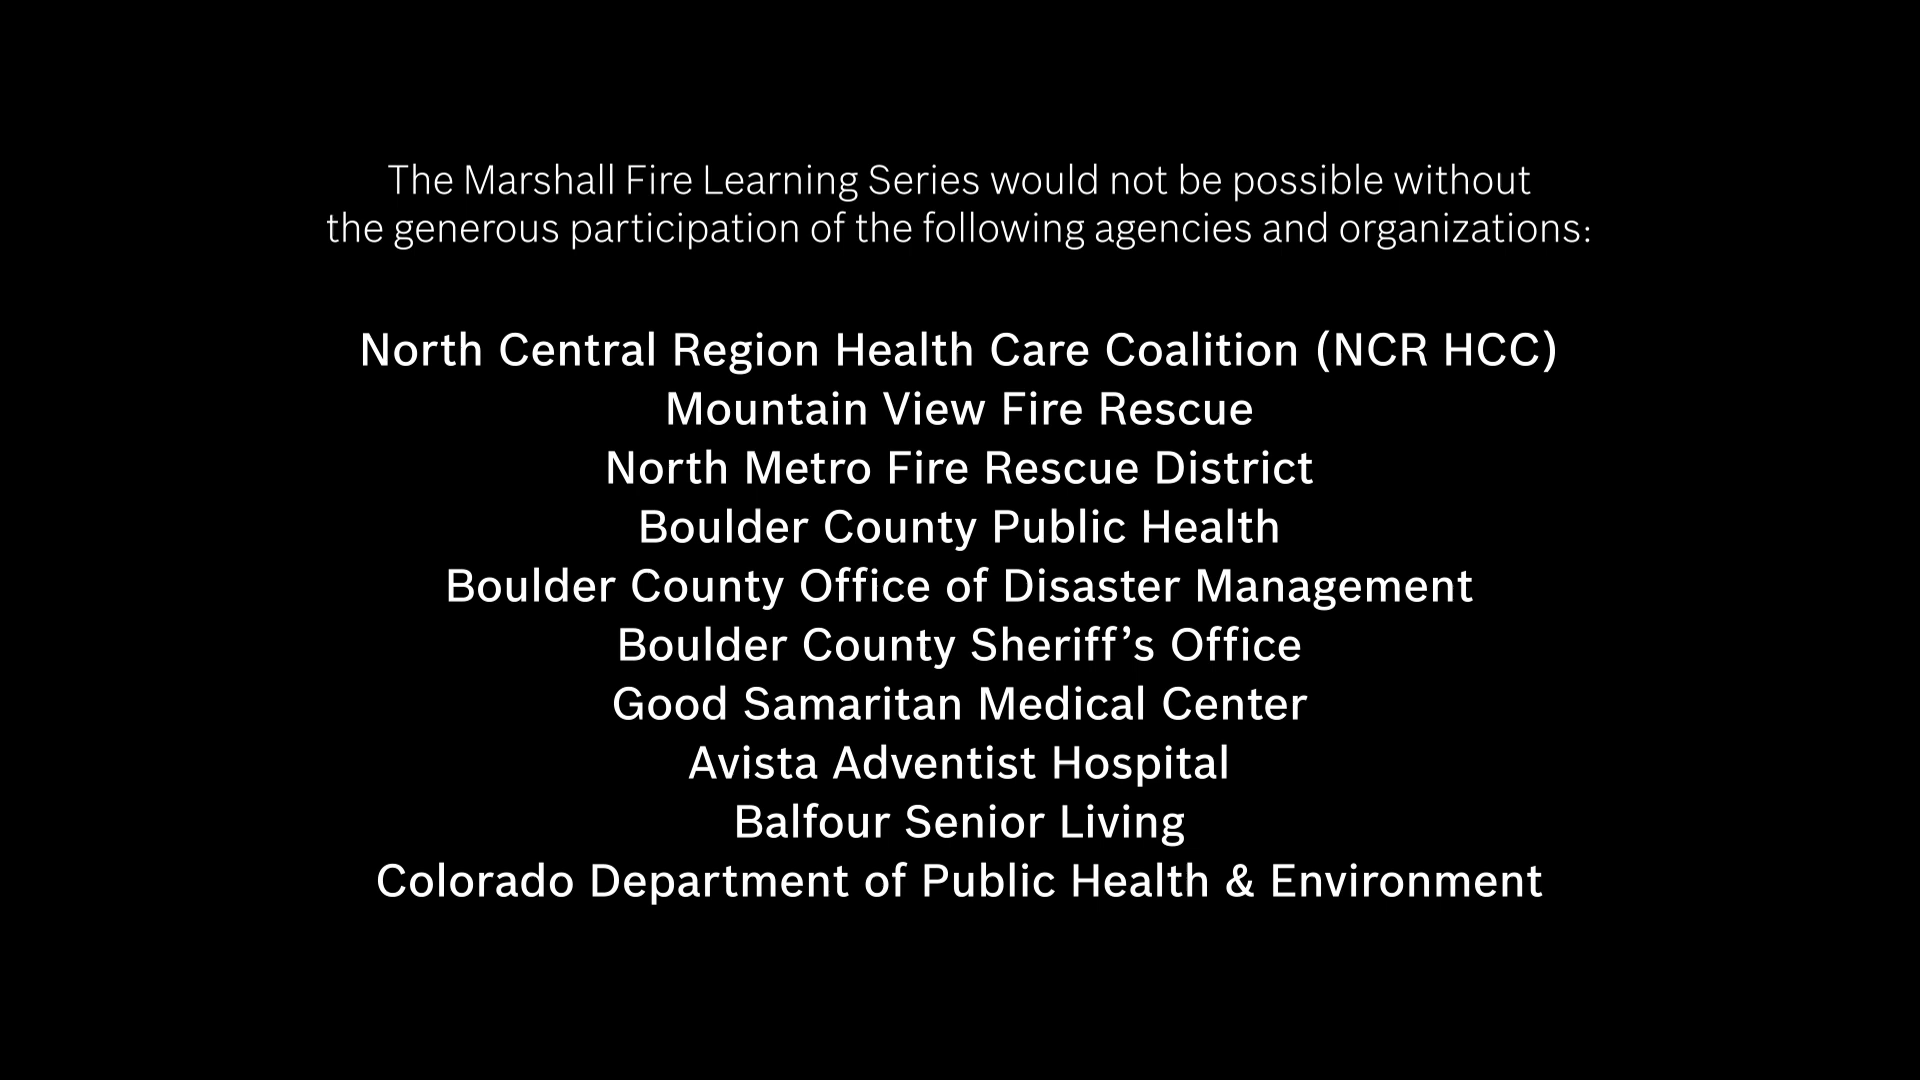 The Marshall Fire Learning Series would not be possible without
the generous participation of the following agencies and organizations:
North Central Region Health Care Coalition (NCR HCC)
Mountain View Fire Rescue
North Metro Fire Rescue District
Boulder County Public Health
Boulder County Office of Disaster Management
Boulder County Sheriff’s Office
Good Samaritan Medical Center
Avista Adventist Hospital
Balfour Senior Living
Colorado Department of Public Health & Environment